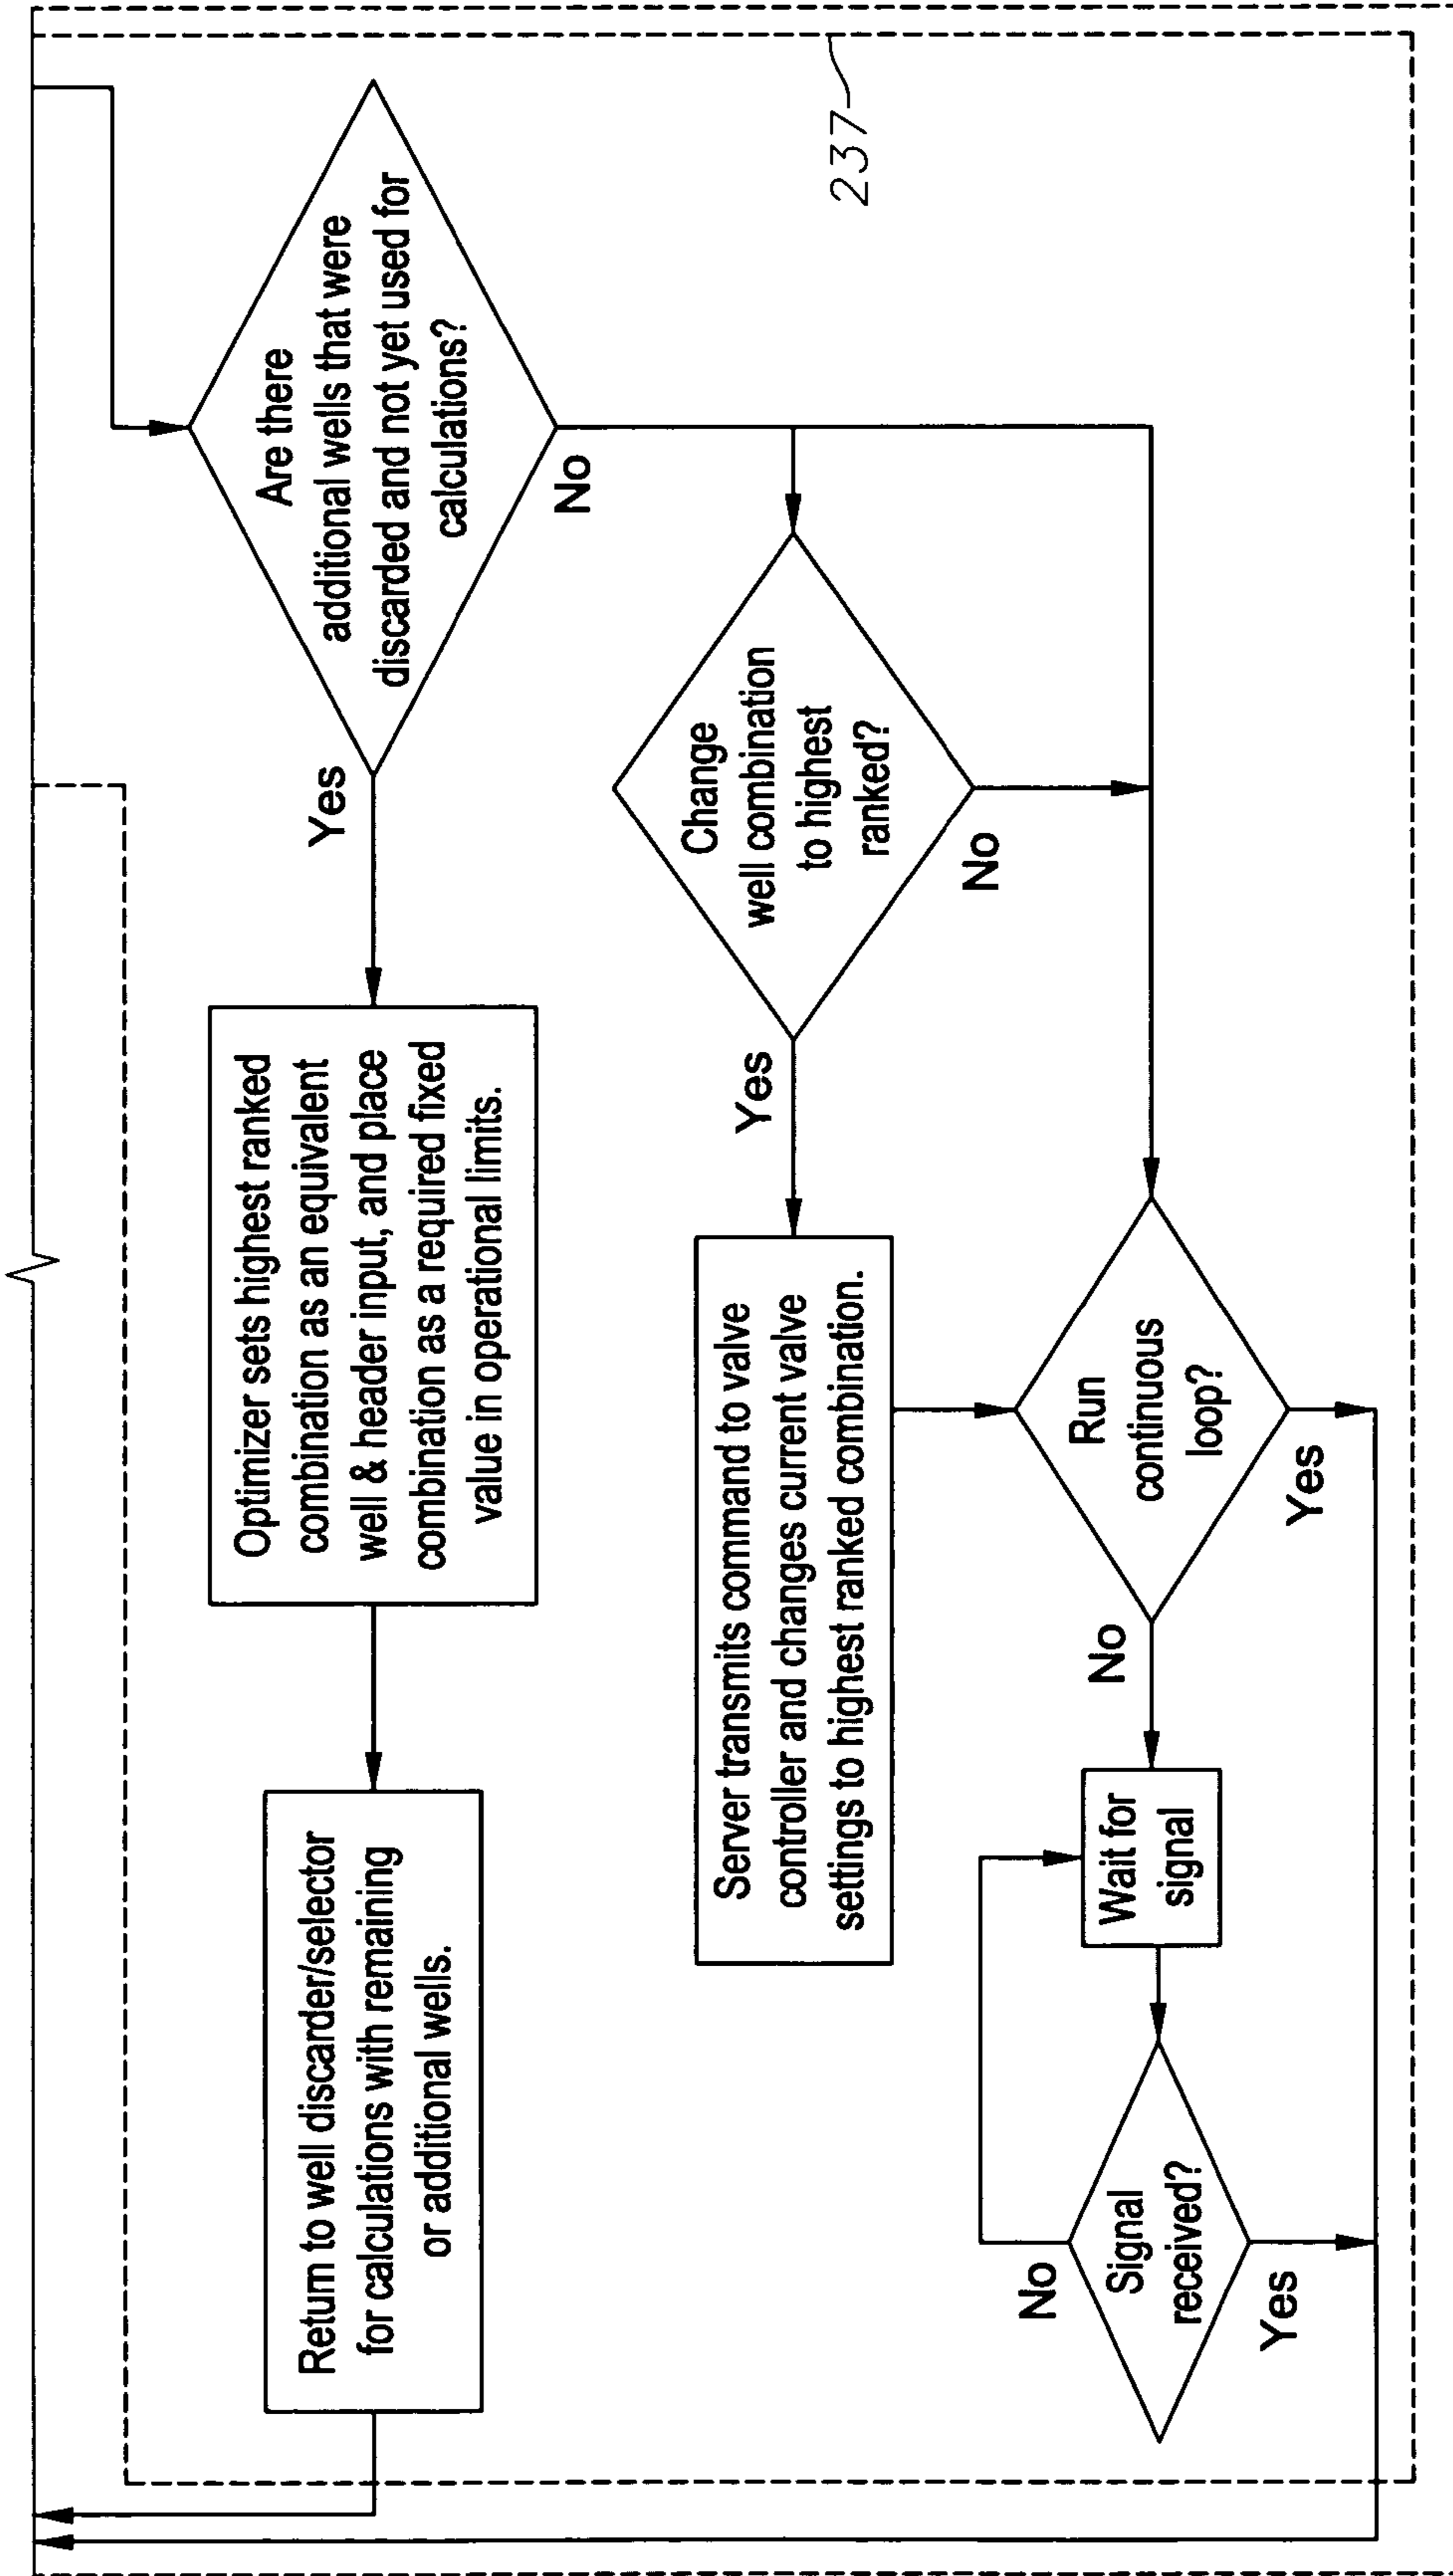 Are there
additional wells that were
discarded and not yet used for
calculations?
Yes
No
Optimizer sets highest ranked
combination as an equivalent
well & header input, and place
combination as a required fixed
value in operational limits.
Return to well discarder/selector
for calculations with remaining
or additional wells.
Change
well combination
to highest
ranked?
Yes
No
Server transmits command to valve
controller and changes current valve
settings to highest ranked combination.
Run
continuous
loop?
No
Yes
Wait for
signal
Signal
received?
No
Yes
237